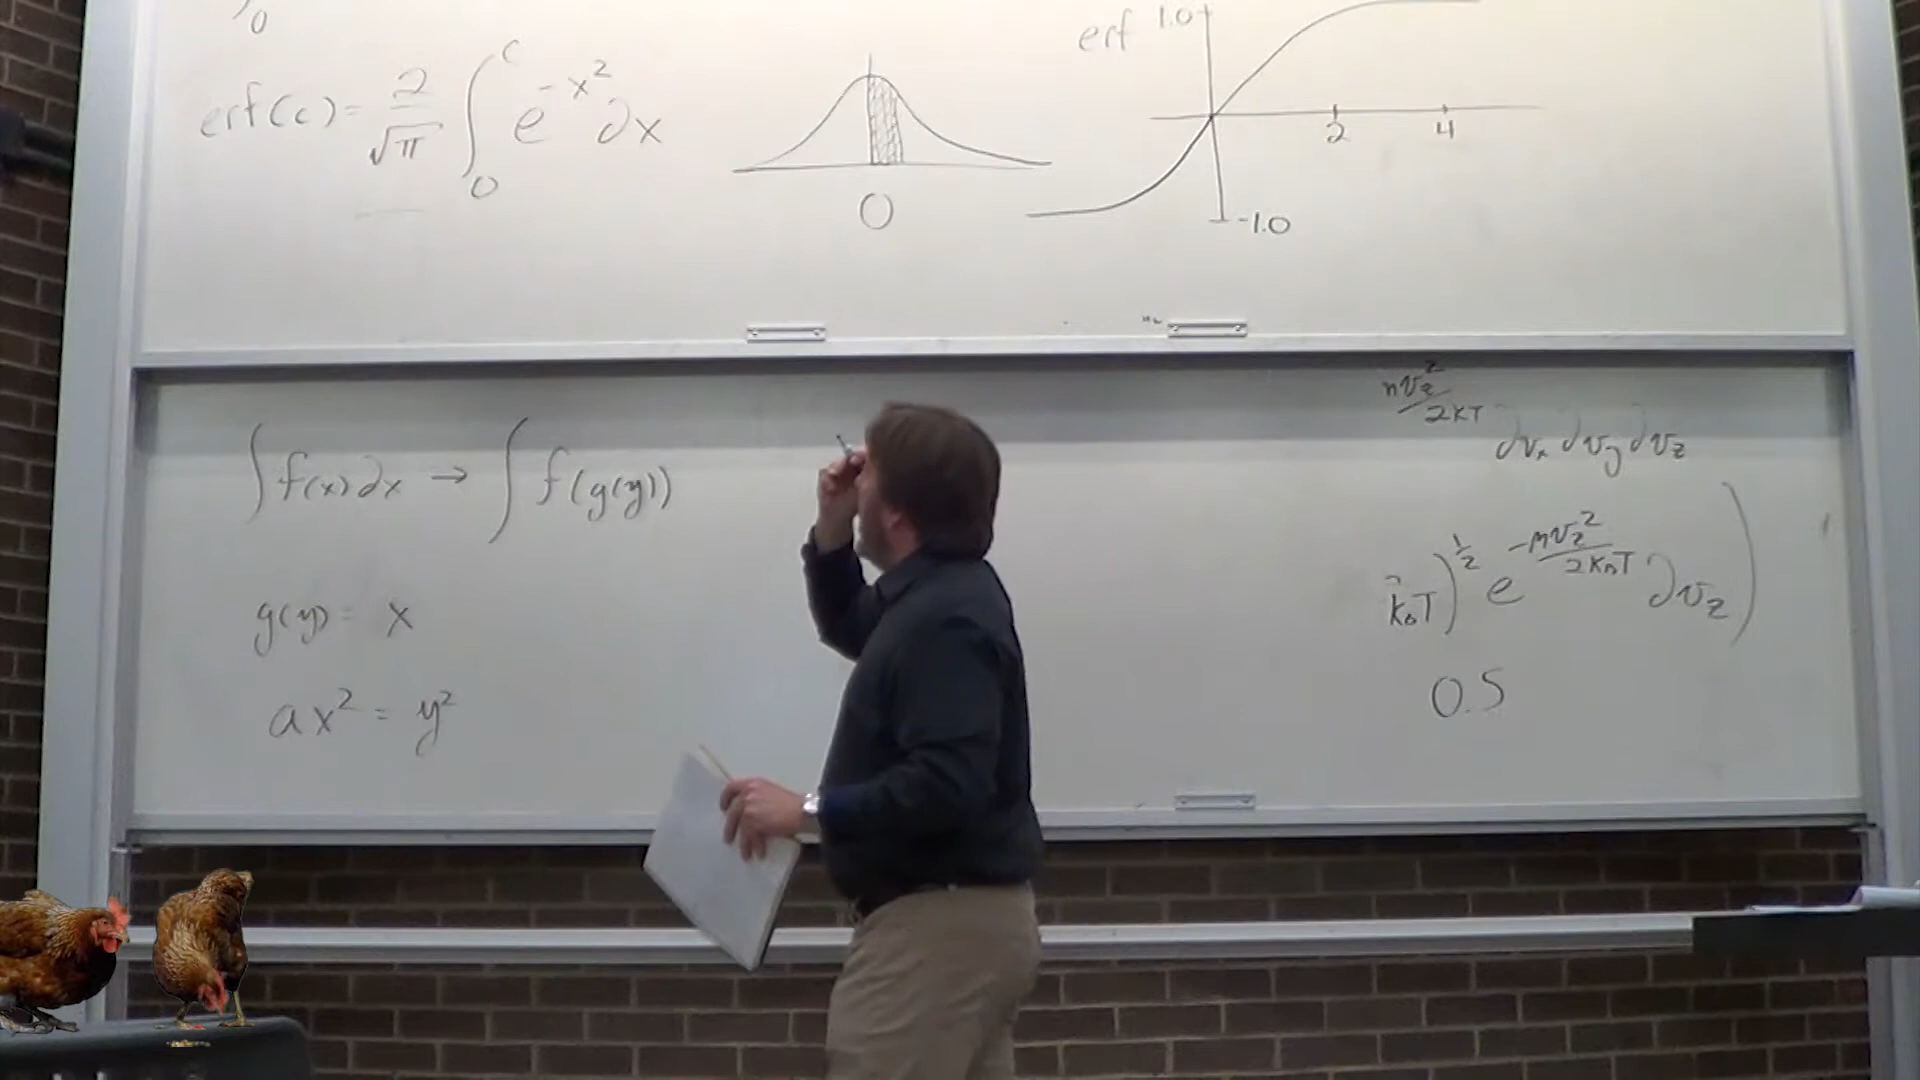 0
erf(c) = 2/√π ∫₀ᶜ e^-x² ∂x
0
erf 1.0
2 4
-1.0
∫ f(x) ∂x → ∫ f(g(y))
g(y) = x
ax² = y²
mv_z²/2KT ∂v_x ∂v_y ∂v_z
k_BT)^½ e^-mv_z²/2k_BT ∂v_z)
0.5